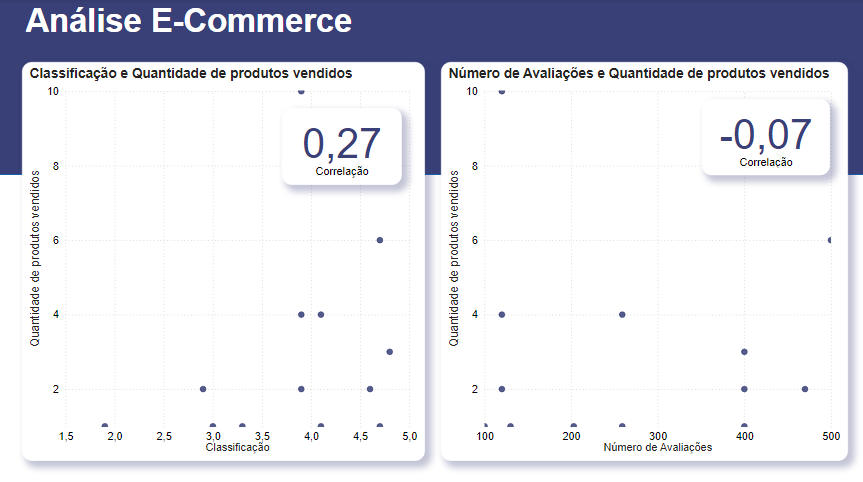 Análise E-Commerce
Classificação e Quantidade de produtos vendidos
Quantidade de produtos vendidos
10
8
6
4
2
0,27
Correlação
1,5 2,0 2,5 3,0 3,5 4,0 4,5 5,0
Classificação
Número de Avaliações e Quantidade de produtos vendidos
Quantidade de produtos vendidos
10
8
6
4
2
-0,07
Correlação
100 200 300 400 500
Número de Avaliações